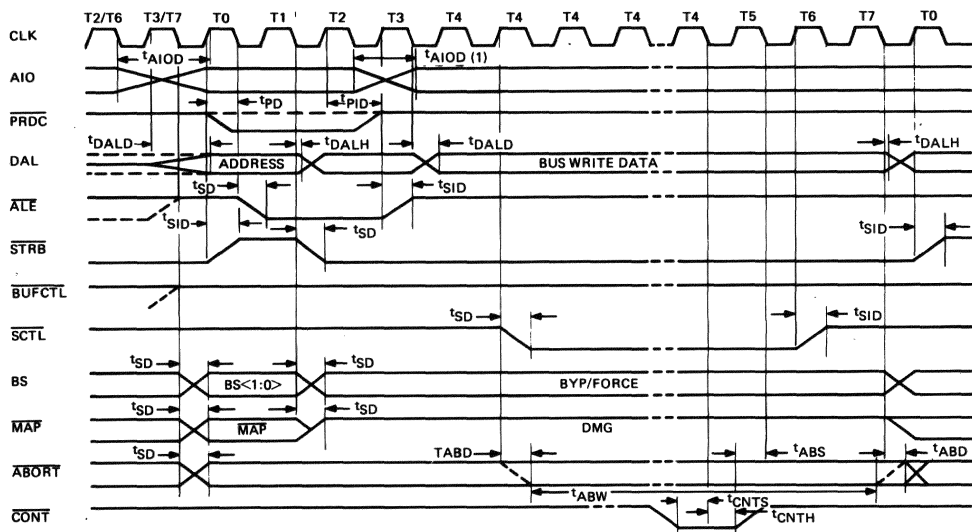 T2/T6 T3/T7 T0 T1 T2 T3 T4 T4 T4 T4 T4 T5 T6 T7 T0
CLK
tAIOD tAIOD (1)
AIO
tPD tPID
PRDC
tDALD tDALH tDALD tDALH
DAL ADDRESS BUS WRITE DATA
tSD tSID
ALE
tSID tSD tSID
STRB
BUFCTL
tSD tSID
SCTL
tSD tSD
BS BS<1:0> BYP/FORCE
tSD tSD
MAP MAP DMG
tSD TABD tABS tABD
ABORT
tABW
tCNTS
CONT tCNTH